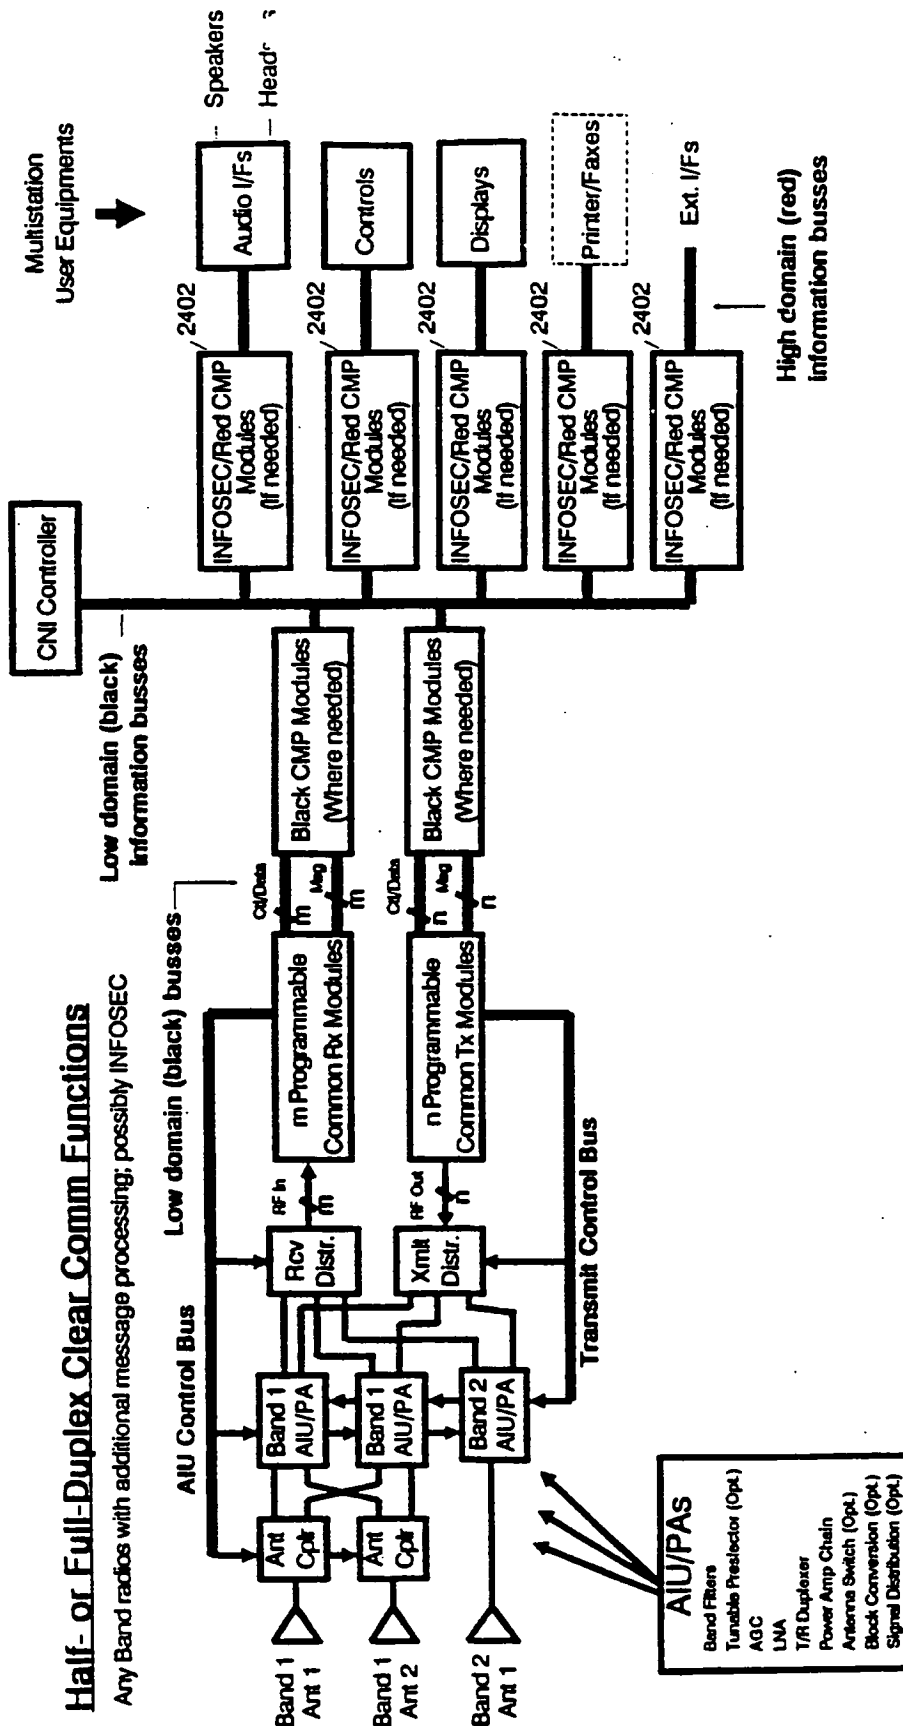 Half- or Full-Duplex Clear Comm Functions
Any Band radios with additional message processing; possibly INFOSEC
Multistation
User Equipments
CNI Controller
Low domain (black)
information busses
Low domain (black) busses
AIU Control Bus
Band 1
Ant 1
Band 1
Ant 2
Band 2
Ant 1
Ant
Cplr
Ant
Cplr
Band 1
AIU/PA
Band 1
AIU/PA
Band 2
AIU/PA
Rcv
Distr.
Xmit
Distr.
RF In
m
RF Out
n
m Programmable
Common Rx Modules
n Programmable
Common Tx Modules
Ctl/Data
m
Msg
m
Ctl/Data
n
Msg
n
Black CMP Modules
(Where needed)
Black CMP Modules
(Where needed)
INFOSEC/Red CMP
Modules
(If needed)
2402
Audio I/Fs
Speakers
INFOSEC/Red CMP
Modules
(If needed)
2402
Controls
INFOSEC/Red CMP
Modules
(If needed)
2402
Displays
INFOSEC/Red CMP
Modules
(If needed)
2402
Printer/Faxes
INFOSEC/Red CMP
Modules
(If needed)
2402
Ext. I/Fs
High domain (red)
information busses
Transmit Control Bus
AIU/PAs
Band Filters
Tunable Preslector (Opt.)
AGC
LNA
T/R Duplexer
Power Amp Chain
Antenna Switch (Opt.)
Block Conversion (Opt.)
Signal Distribution (Opt.)